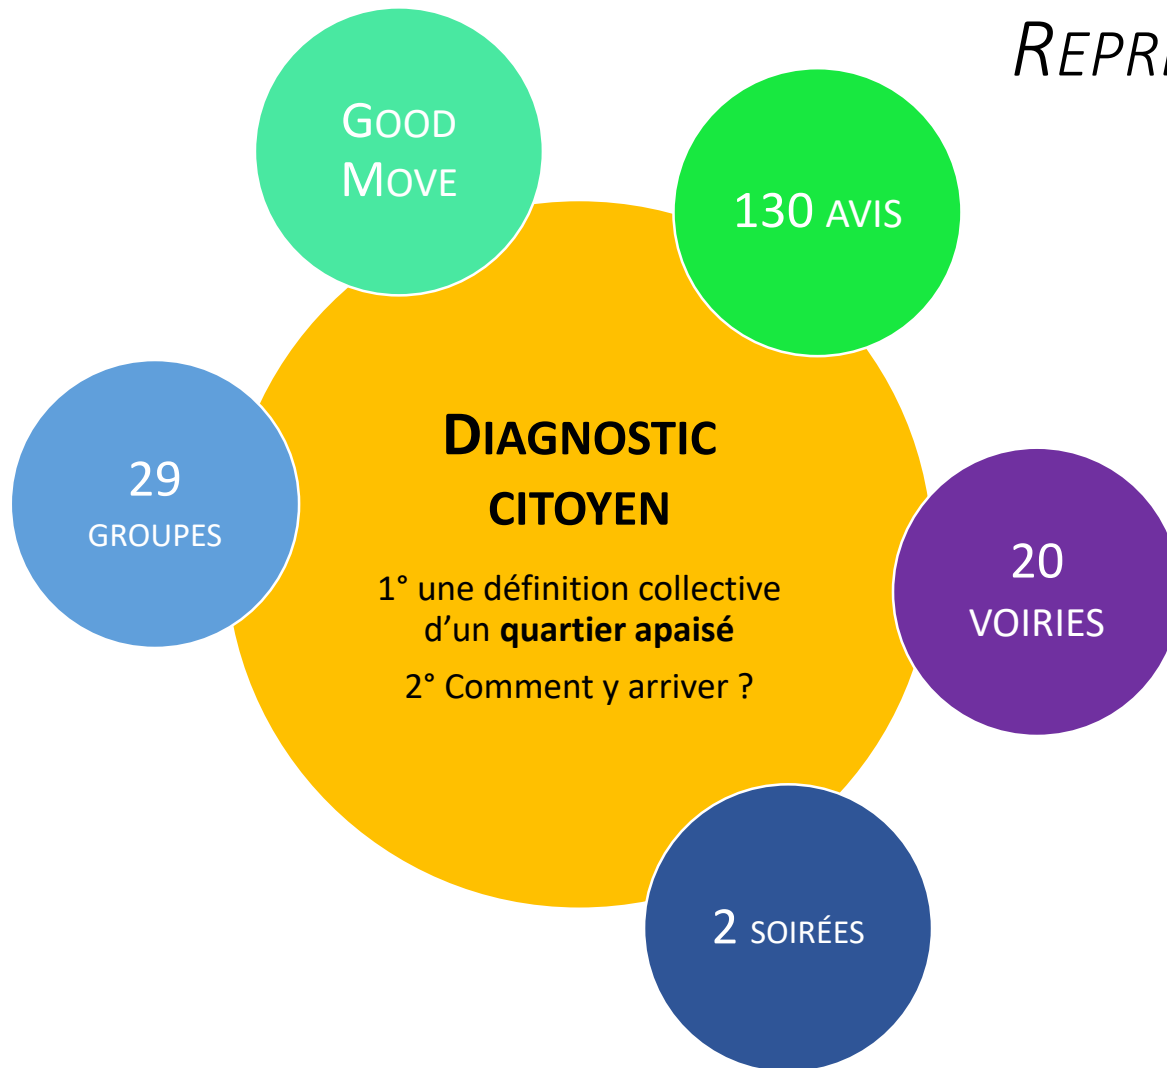 GOOD
MOVE
130 AVIS
29
GROUPES
DIAGNOSTIC
CITOYEN
1° une définition collective
d’un quartier apaisé
2° Comment y arriver ?
20
VOIRIES
2 SOIRÉES